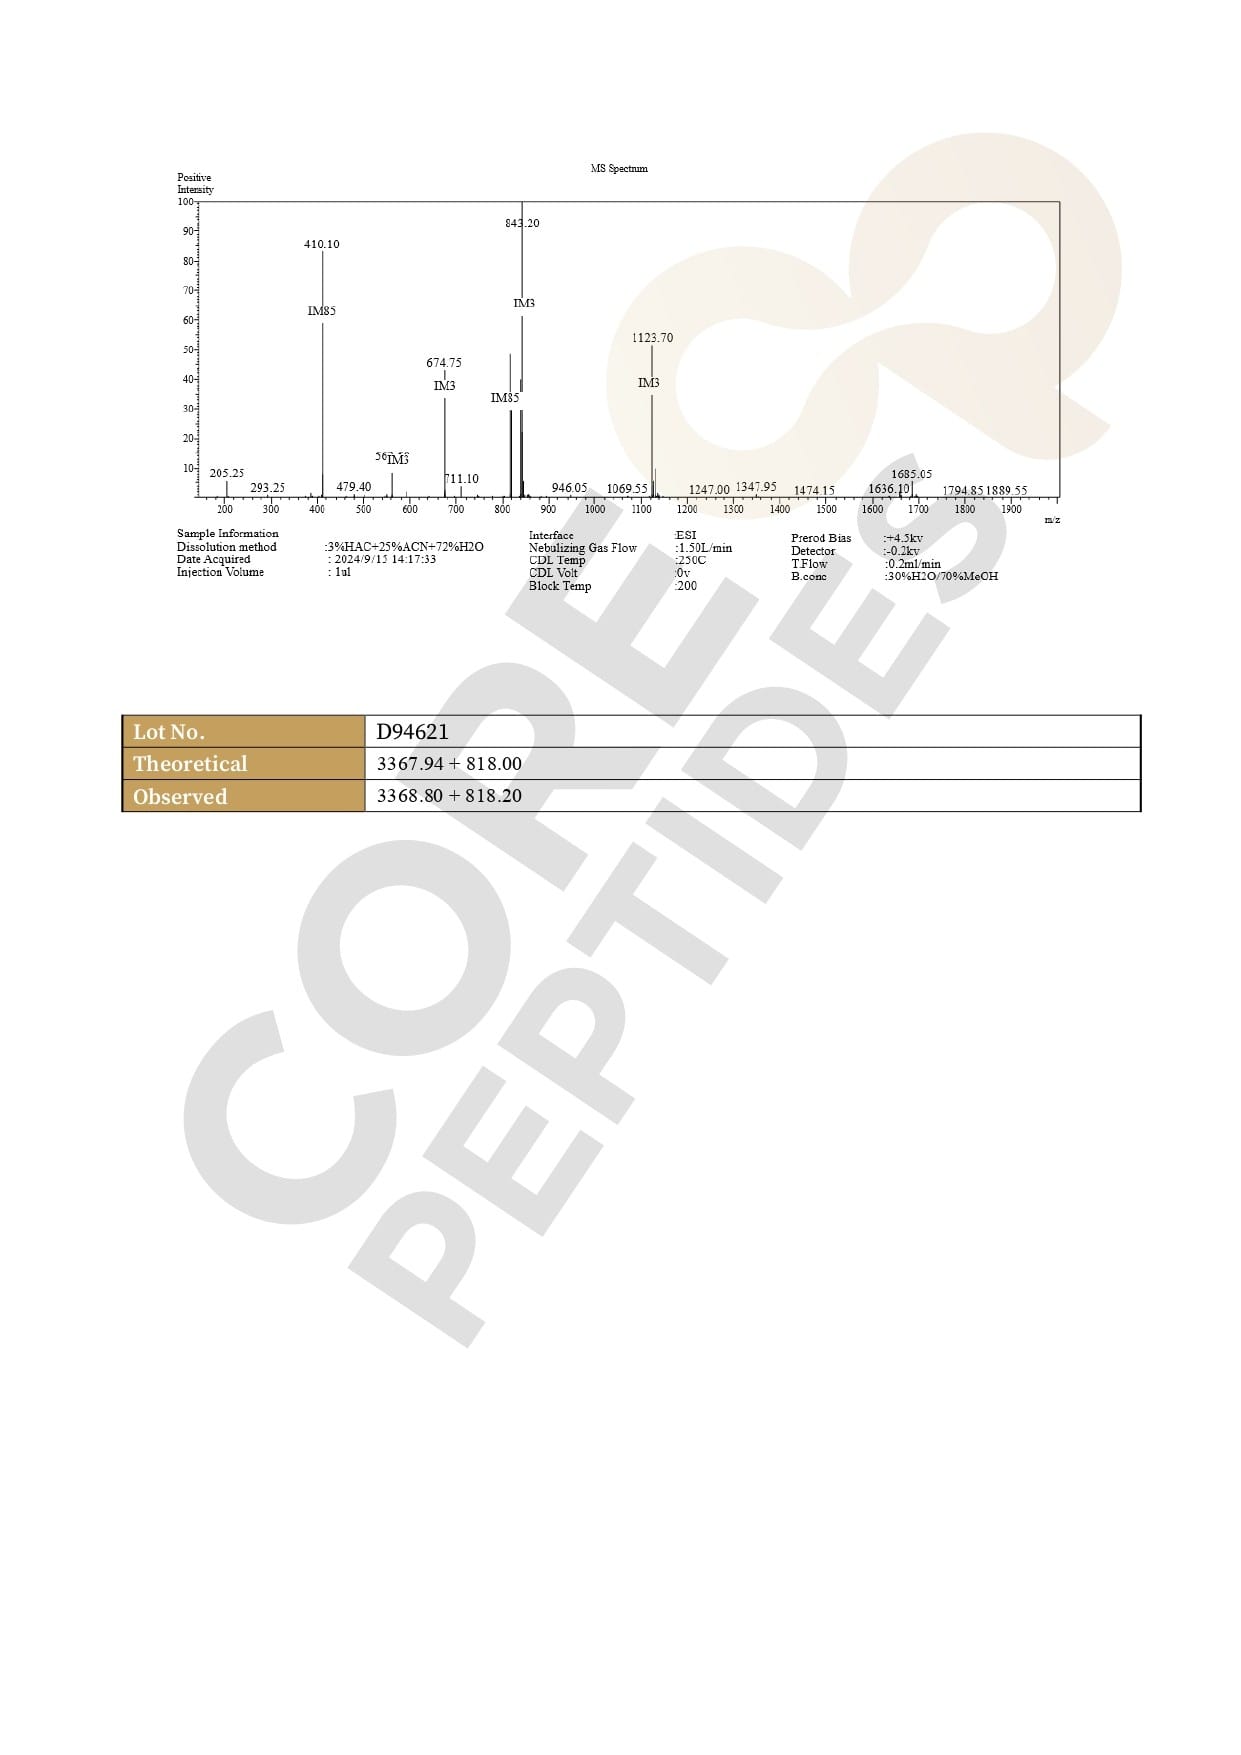 MS Spectrum
Positive
Intensity
100
90
80
70
60
50
40
30
20
10
843.20
410.10
IM85
IM3
1123.70
674.75
IM3
IM3
IM85
IM3
205.25
293.25
479.40
711.10
946.05
1069.55
1247.00
1347.95
1474.15
1636.10
1685.05
1794.85
1889.55
200 300 400 500 600 700 800 900 1000 1100 1200 1300 1400 1500 1600 1700 1800 1900
m/z
Sample Information
Dissolution method :3%HAC+25%ACN+72%H2O
Date Acquired : 2024/9/15 14:17:33
Injection Volume : 1ul
Interface :ESI
Nebulizing Gas Flow :1.50L/min
CDL Temp :250C
CDL Volt :0v
Block Temp :200
Prerod Bias :+4.5kv
Detector :-0.2kv
T.Flow :0.2ml/min
B.conc :30%H2O/70%MeOH
Lot No. D94621
Theoretical 3367.94 + 818.00
Observed 3368.80 + 818.20
CORE
PEPTIDES